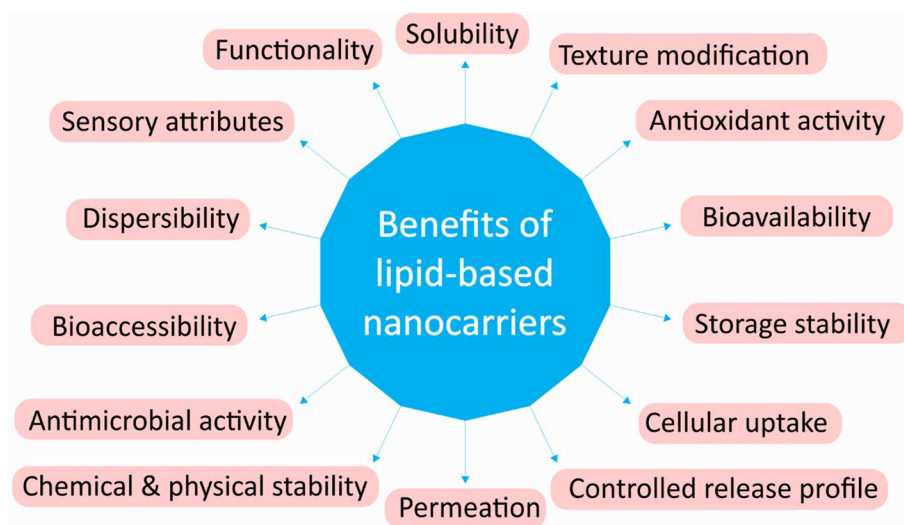 Solubility
Functionality
Texture modification
Sensory attributes
Antioxidant activity
Dispersibility
Bioavailability
Benefits of
lipid-based
nanocarriers
Bioaccessibility
Storage stability
Antimicrobial activity
Cellular uptake
Chemical & physical stability
Controlled release profile
Permeation